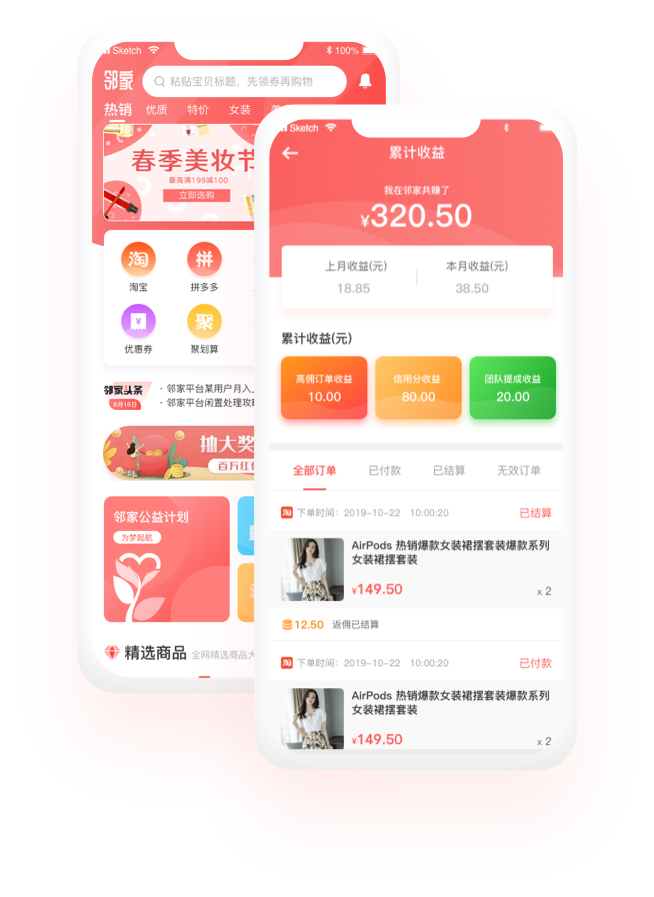 Sketch
100%
邻家
粘贴宝贝标题，先领券再购物
热销 优质 特价 女装
春季美妆节
最高满199减100
立即选购
淘 拼
淘宝 拼多多
¥ 聚
优惠券 聚划算
邻家头条
8月16日
· 邻家平台某用户月入
· 邻家平台闲置处理攻略
抽大奖
百万红包
邻家公益计划
为梦起航
精选商品 全网精选商品大
Sketch
累计收益
我在邻家共赚了
¥320.50
上月收益(元) 本月收益(元)
18.85 38.50
累计收益(元)
高佣订单收益 信用分收益 团队提成收益
10.00 80.00 20.00
全部订单 已付款 已结算 无效订单
淘 下单时间：2019-10-22 10:00:20 已结算
AirPods 热销爆款女装裙摆套装爆款系列
女装裙摆套装
¥149.50 x 2
12.50 返佣已结算
淘 下单时间：2019-10-22 10:00:20 已付款
AirPods 热销爆款女装裙摆套装爆款系列
女装裙摆套装
¥149.50 x 2